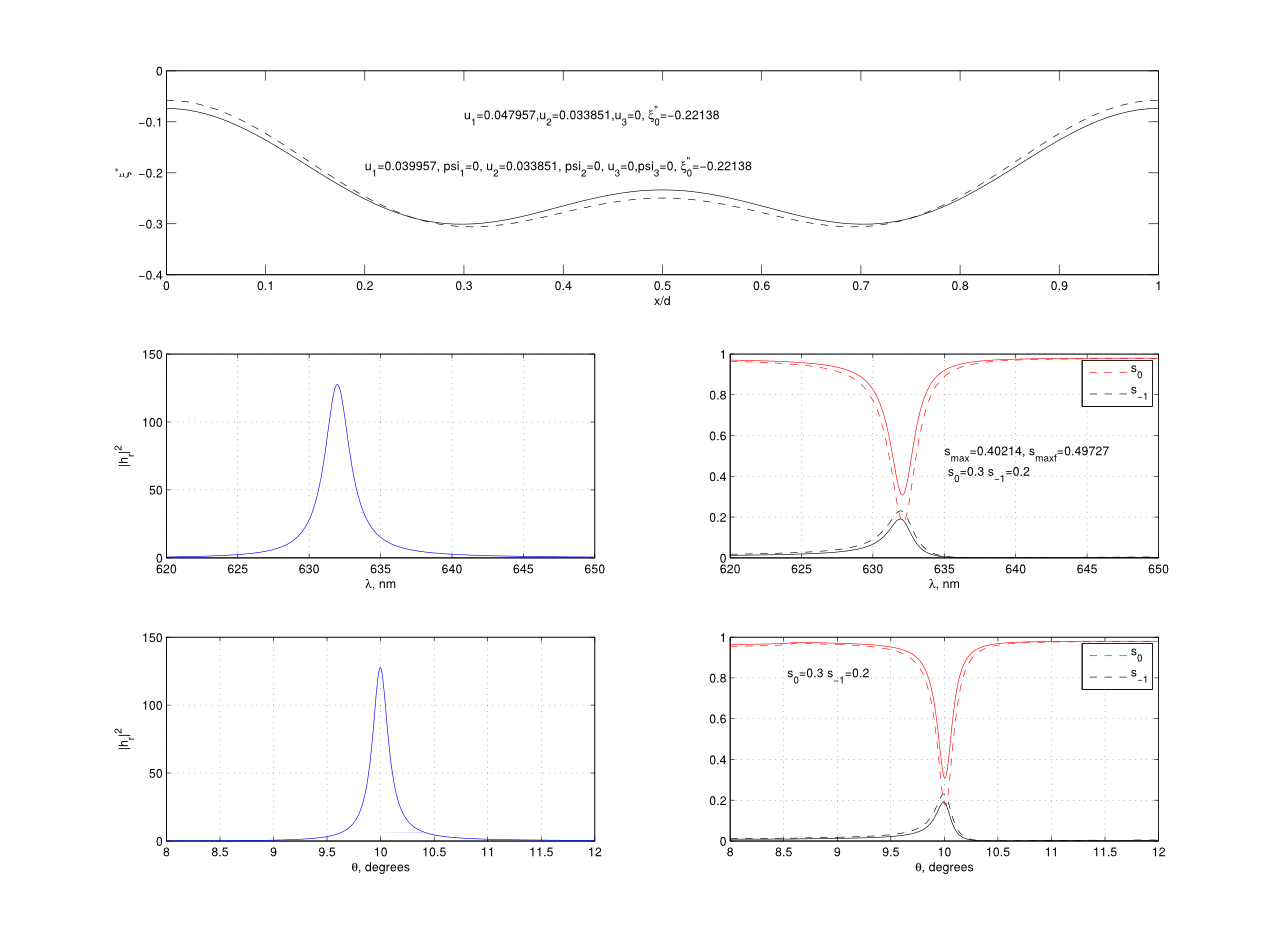 0
−0.1
−0.2
−0.3
−0.4
ξ"
u1=0.047957,u2=0.033851,u3=0, ξ0"=−0.22138
u1=0.039957, psi1=0, u2=0.033851, psi2=0, u3=0,psi3=0, ξ0"=−0.22138
0 0.1 0.2 0.3 0.4 0.5 0.6 0.7 0.8 0.9 1
x/d
150
100
50
0
|hr|2
620 625 630 635 640 645 650
λ, nm
1
0.8
0.6
0.4
0.2
0
s0
s−1
smax=0.40214, smaxf=0.49727
s0=0.3 s−1=0.2
620 625 630 635 640 645 650
λ, nm
150
100
50
0
|hr|2
8 8.5 9 9.5 10 10.5 11 11.5 12
θ, degrees
1
0.8
0.6
0.4
0.2
0
s0
s−1
s0=0.3 s−1=0.2
8 8.5 9 9.5 10 10.5 11 11.5 12
θ, degrees